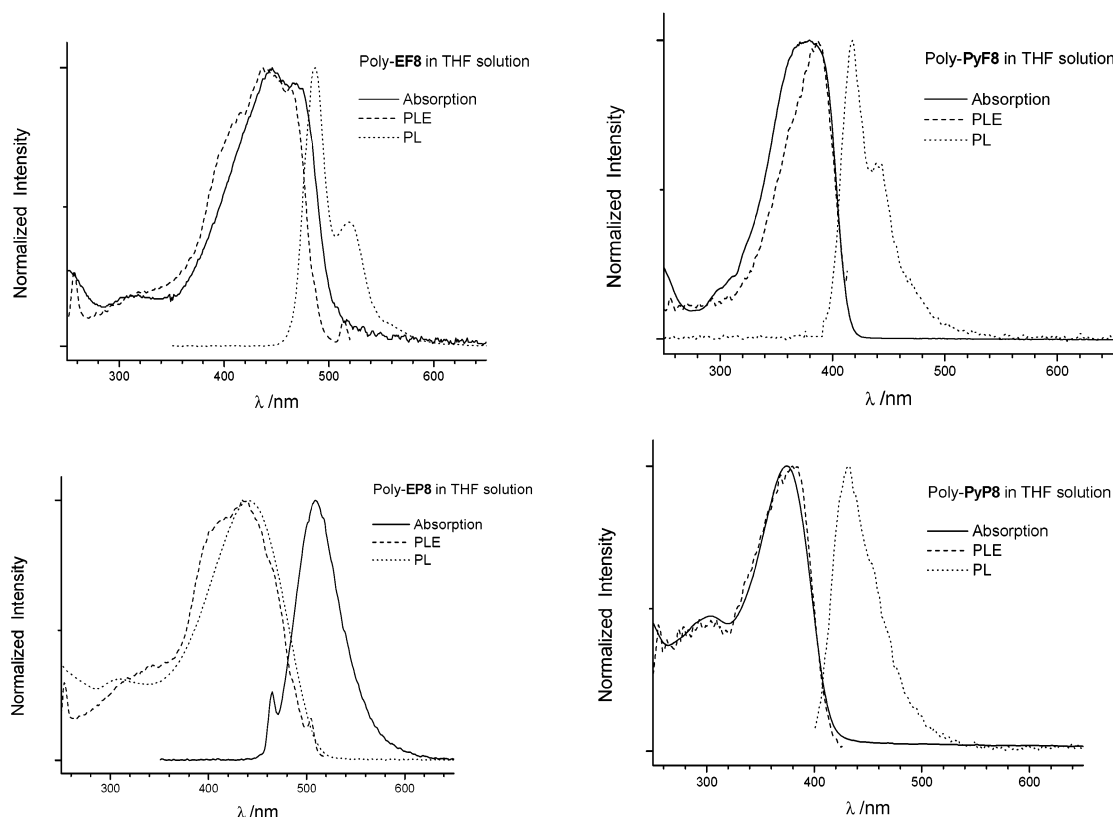 Poly-EF8 in THF solution
Absorption
PLE
PL
Normalized Intensity
300
400
500
600
λ /nm
Poly-PyF8 in THF solution
Absorption
PLE
PL
Normalized Intensity
300
400
500
600
λ /nm
Poly-EP8 in THF solution
Absorption
PLE
PL
Normalized Intensity
300
400
500
600
λ /nm
Poly-PyP8 in THF solution
Absorption
PLE
PL
Normalized Intensity
300
400
500
600
λ /nm